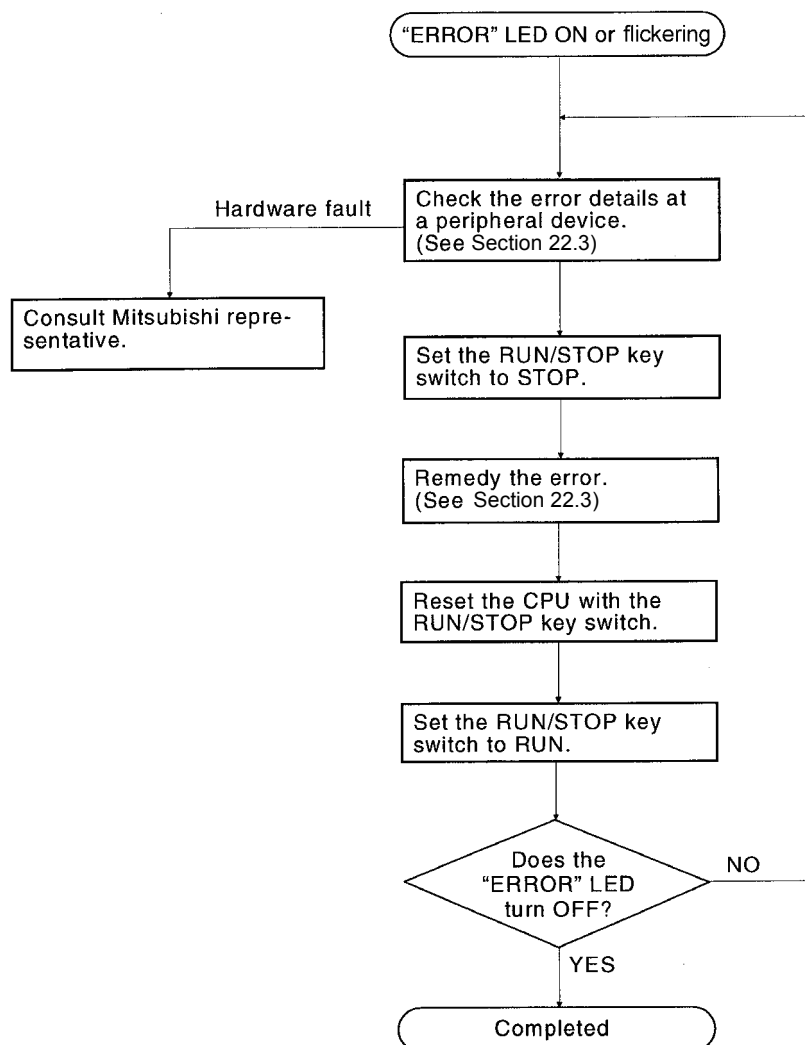 “ERROR” LED ON or flickering
Hardware fault
Check the error details at
a peripheral device.
(See Section 22.3)
Consult Mitsubishi repre-
sentative.
Set the RUN/STOP key
switch to STOP.
Remedy the error.
(See Section 22.3)
Reset the CPU with the
RUN/STOP key switch.
Set the RUN/STOP key
switch to RUN.
Does the
“ERROR” LED
turn OFF?
NO
YES
Completed